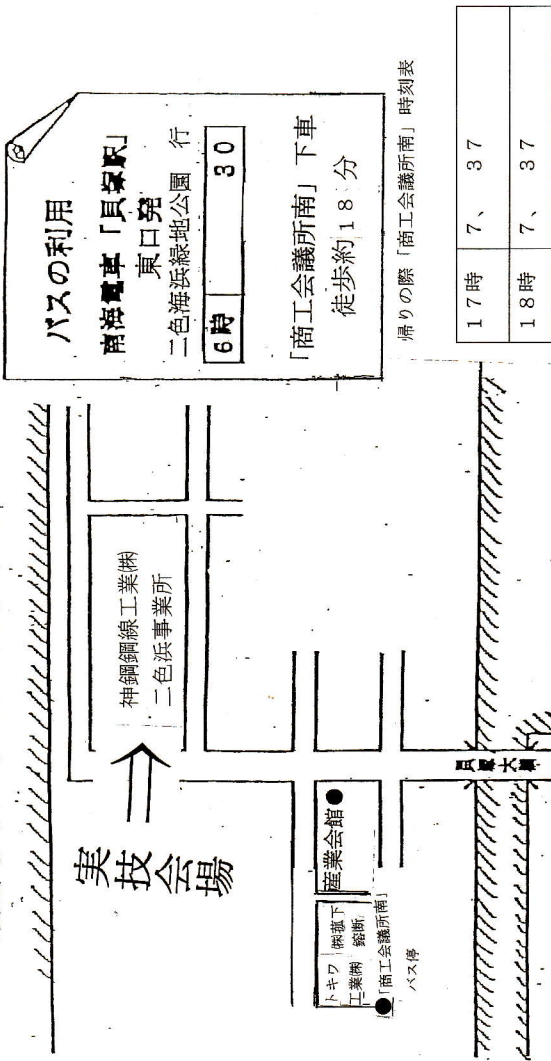 バスの利用
南海電車「貝塚駅」
東口発
二色海浜緑地公園 行
6時 30
「商工会議所南」下車
徒歩約18分
帰りの際「商工会議所南」時刻表
17時 7、37
18時 7、37
神鋼鋼線工業㈱
二色浜事業所
実技会場
産業会館
トキワ
工業㈱
㈱菰下
鎔断
「商工会議所南」
バス停
貝塚大橋